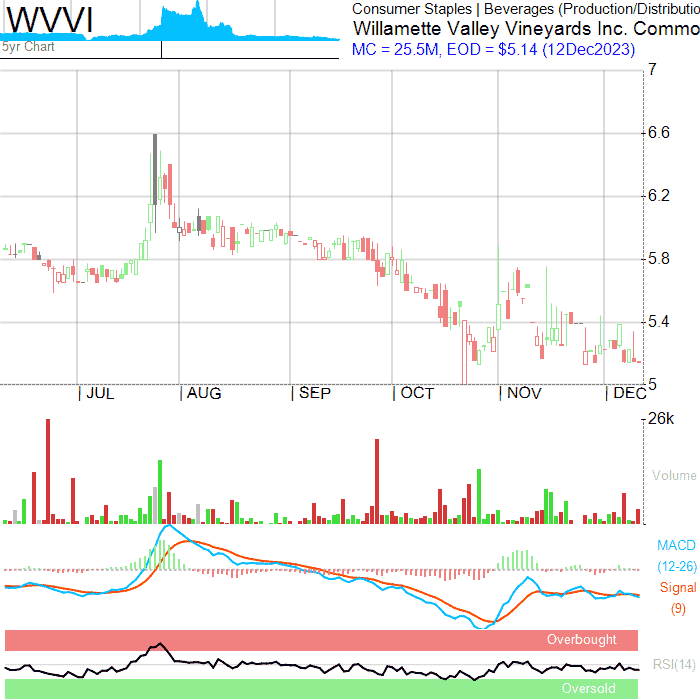 WVVI
5yr Chart
Consumer Staples | Beverages (Production/Distributio
Willamette Valley Vineyards Inc. Commo
MC = 25.5M, EOD = $5.14 (12Dec2023)
7
6.6
6.2
5.8
5.4
5
JUL AUG SEP OCT NOV DEC
26k
Volume
MACD
(12-26)
Signal
(9)
Overbought
RSI(14)
Oversold